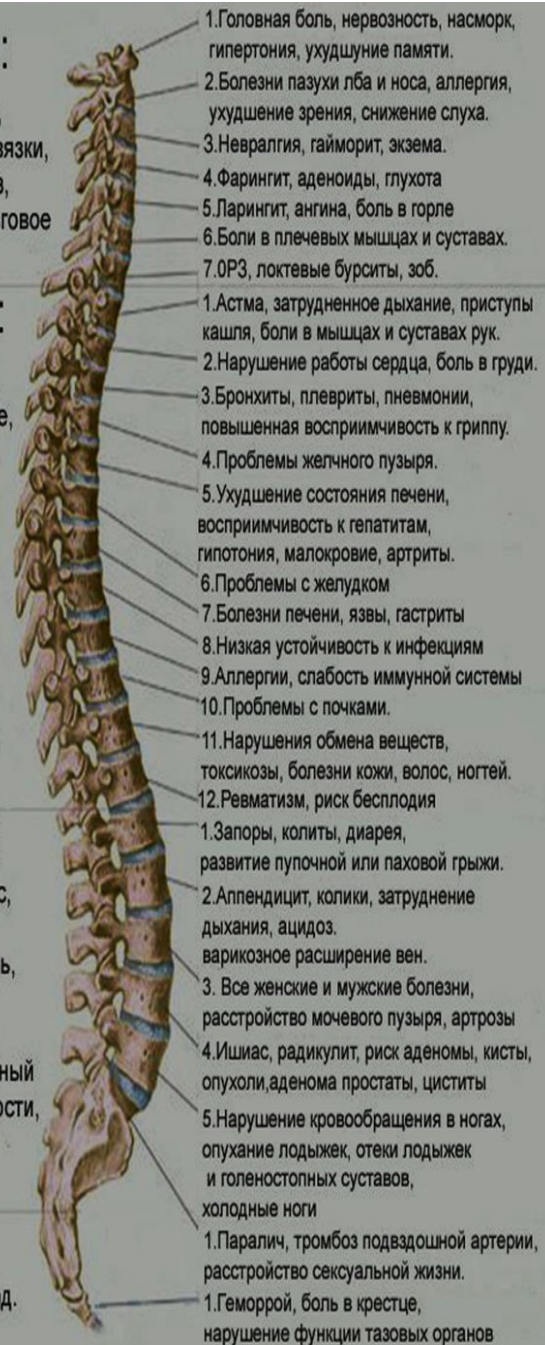 :
вязки,
в,
говое
:
е,
с,
ь,
ный
ости,
д.
1.Головная боль, нервозность, насморк,
гипертония, ухудшуние памяти.
2.Болезни пазухи лба и носа, аллергия,
ухудшение зрения, снижение слуха.
3.Невралгия, гайморит, экзема.
4.Фарингит, аденоиды, глухота
5.Ларингит, ангина, боль в горле
6.Боли в плечевых мышцах и суставах.
7.0РЗ, локтевые бурситы, зоб.
1.Астма, затрудненное дыхание, приступы
кашля, боли в мышцах и суставах рук.
2.Нарушение работы сердца, боль в груди.
3.Бронхиты, плевриты, пневмонии,
повышенная восприимчивость к гриппу.
4.Проблемы желчного пузыря.
5.Ухудшение состояния печени,
восприимчивость к гепатитам,
гипотония, малокровие, артриты.
6.Проблемы с желудком
7.Болезни печени, язвы, гастриты
8.Низкая устойчивость к инфекциям
9.Аллергии, слабость иммунной системы
10.Проблемы с почками.
11.Нарушения обмена веществ,
токсикозы, болезни кожи, волос, ногтей.
12.Ревматизм, риск бесплодия
1.Запоры, колиты, диарея,
развитие пупочной или паховой грыжи.
2.Аппендицит, колики, затруднение
дыхания, ацидоз.
варикозное расширение вен.
3. Все женские и мужские болезни,
расстройство мочевого пузыря, артрозы
4.Ишиас, радикулит, риск аденомы, кисты,
опухоли,аденома простаты, циститы
5.Нарушение кровообращения в ногах,
опухание лодыжек, отеки лодыжек
и голеностопных суставов,
холодные ноги
1.Паралич, тромбоз подвздошной артерии,
расстройство сексуальной жизни.
1.Геморрой, боль в крестце,
нарушение функции тазовых органов